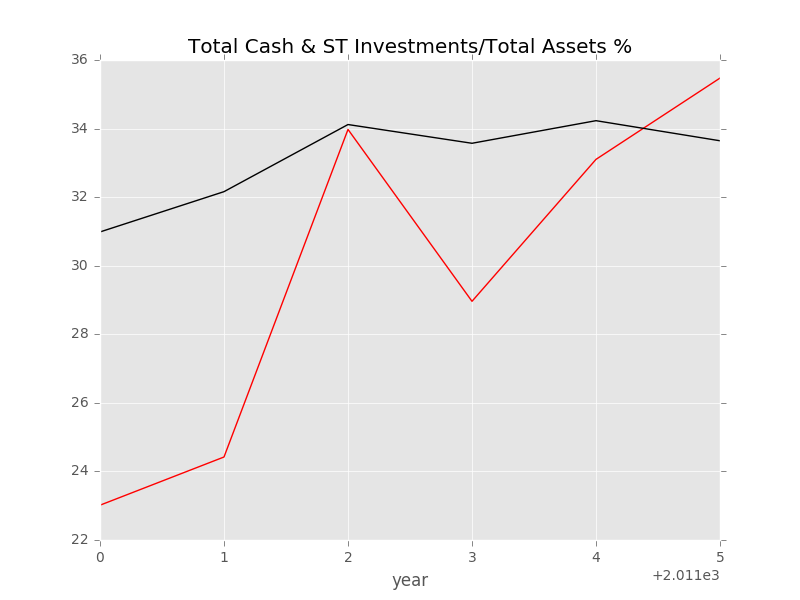 Total Cash & ST Investments/Total Assets %
36
34
32
30
28
26
24
22
0 1 2 3 4 5
year
+2.011e3